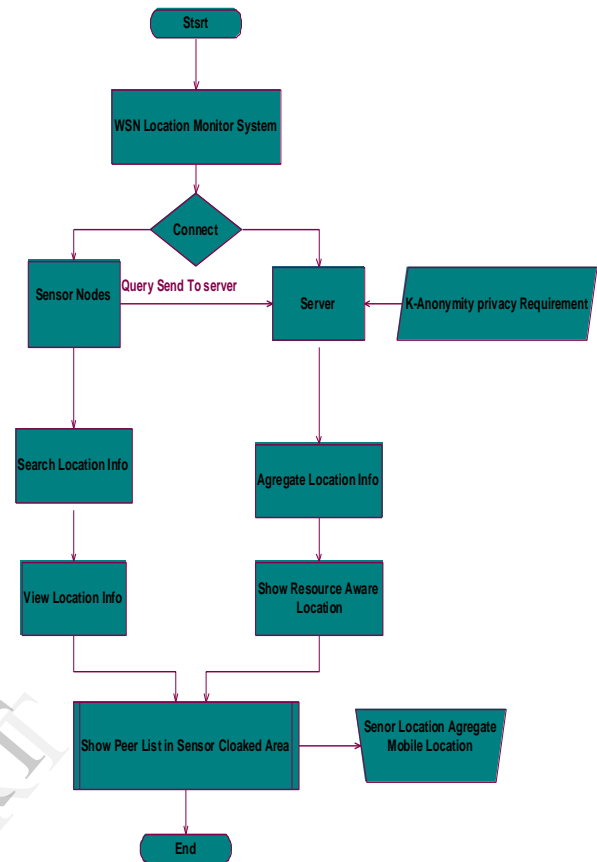 Stsrt
WSN Location Monitor System
Connect
Query Send To server
Sensor Nodes
Server
K-Anonymity privacy Requirement
Search Location Info
Agregate Location Info
View Location Info
Show Resource Aware
Location
Show Peer List in Sensor Cloaked Area
Senor Location Agregate
Mobile Location
End